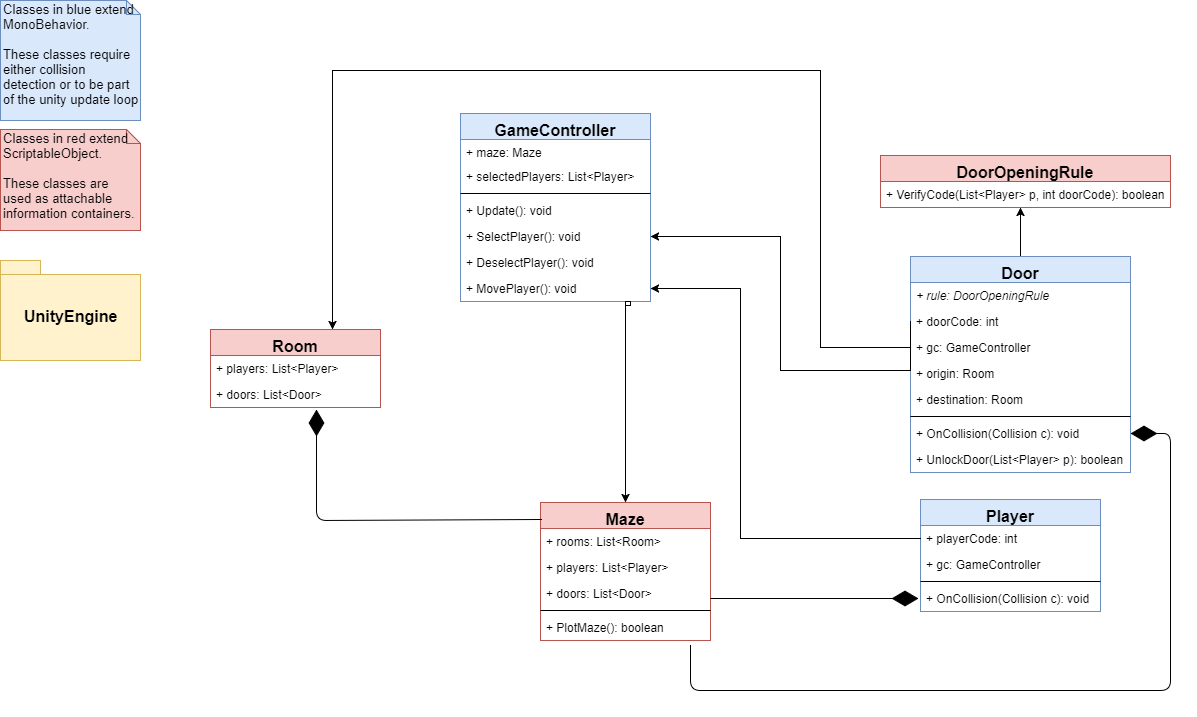 Classes in blue extend
MonoBehavior.
These classes require
either collision
detection or to be part
of the unity update loop
Classes in red extend
ScriptableObject.
These classes are
used as attachable
information containers.
UnityEngine
GameController
+ maze: Maze
+ selectedPlayers: List<Player>
+ Update(): void
+ SelectPlayer(): void
+ DeselectPlayer(): void
+ MovePlayer(): void
DoorOpeningRule
+ VerifyCode(List<Player> p, int doorCode): boolean
Door
+ rule: DoorOpeningRule
+ doorCode: int
+ gc: GameController
+ origin: Room
+ destination: Room
+ OnCollision(Collision c): void
+ UnlockDoor(List<Player> p): boolean
Room
+ players: List<Player>
+ doors: List<Door>
Maze
+ rooms: List<Room>
+ players: List<Player>
+ doors: List<Door>
+ PlotMaze(): boolean
Player
+ playerCode: int
+ gc: GameController
+ OnCollision(Collision c): void